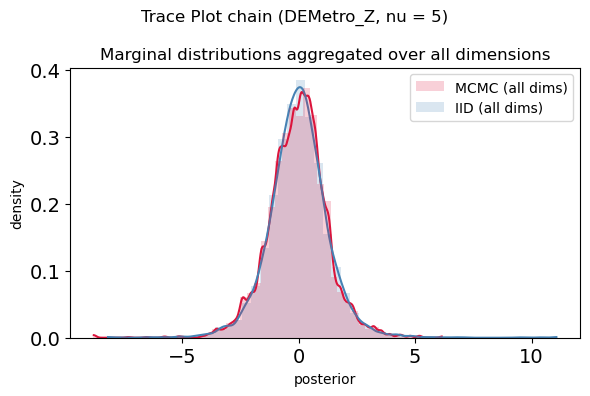 Trace Plot chain (DEMetro_Z, nu = 5)
Marginal distributions aggregated over all dimensions
MCMC (all dims)
IID (all dims)
density
0.4
0.3
0.2
0.1
0.0
−5
0
5
10
posterior